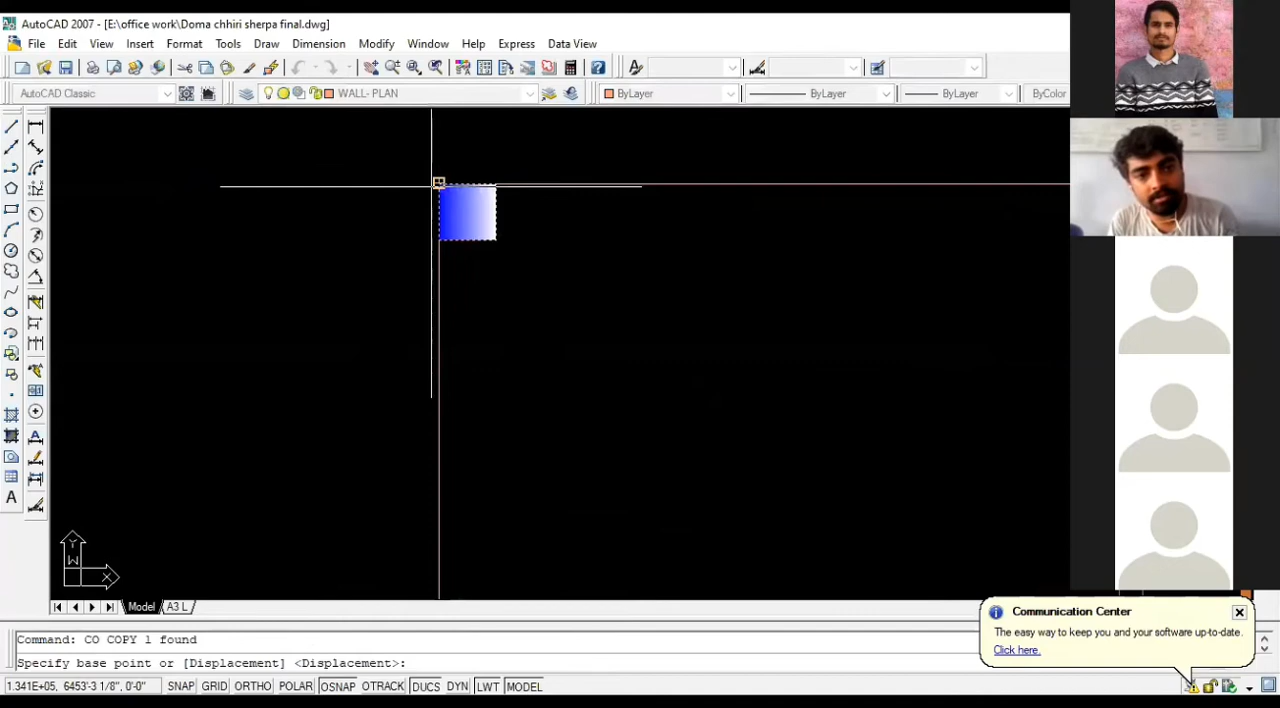 AutoCAD 2007 - [E:\office work\Doma chhiri sherpa final.dwg]
File Edit View Insert Format Tools Draw Dimension Modify Window Help Express Data View
AutoCAD Classic WALL- PLAN ByLayer ByLayer ByLayer ByColor
Y
W
X
Model A3 L
Command: CO COPY 1 found
Specify base point or [Displacement] <Displacement>:
1.341E+05, 6453'-3 1/8", 0'-0" SNAP GRID ORTHO POLAR OSNAP OTRACK DUCS DYN LWT MODEL
Communication Center
The easy way to keep you and your software up-to-date.
Click here.